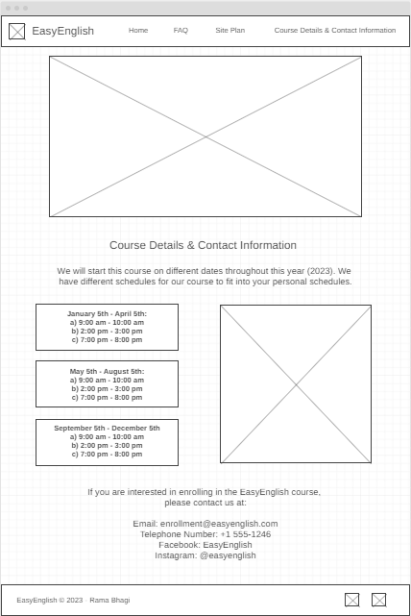 EasyEnglish
Home FAQ Site Plan Course Details & Contact Information
Course Details & Contact Information
We will start this course on different dates throughout this year (2023). We
have different schedules for our course to fit into your personal schedules.
January 5th - April 5th:
a) 9:00 am - 10:00 am
b) 2:00 pm - 3:00 pm
c) 7:00 pm - 8:00 pm
May 5th - August 5th:
a) 9:00 am - 10:00 am
b) 2:00 pm - 3:00 pm
c) 7:00 pm - 8:00 pm
September 5th - December 5th
a) 9:00 am - 10:00 am
b) 2:00 pm - 3:00 pm
c) 7:00 pm - 8:00 pm
If you are interested in enrolling in the EasyEnglish course,
please contact us at:
Email: enrollment@easyenglish.com
Telephone Number: +1 555-1246
Facebook: EasyEnglish
Instagram: @easyenglish
EasyEnglish © 2023 · Rama Bhagi